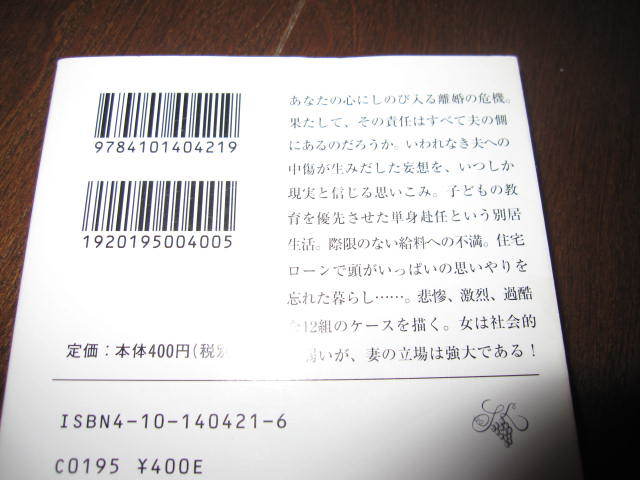 9784101404219
1920195004005
定価：本体400円（税
ISBN4-10-140421-6
C0195 ¥400E
あなたの心にしのび入る離婚の危機。
果たして、その責任はすべて夫の側
にあるのだろうか。いわれなき夫への
中傷が生みだした妄想を、いつしか
現実と信じる思いこみ。子どもの教
育を優先させた単身赴任という別居
生活。際限のない給料への不満。住宅
ローンで頭がいっぱいの思いやりを
忘れた暮らし……。悲惨、激烈、過酷
12組のケースを描く。女は社会的
いが、妻の立場は強大である！